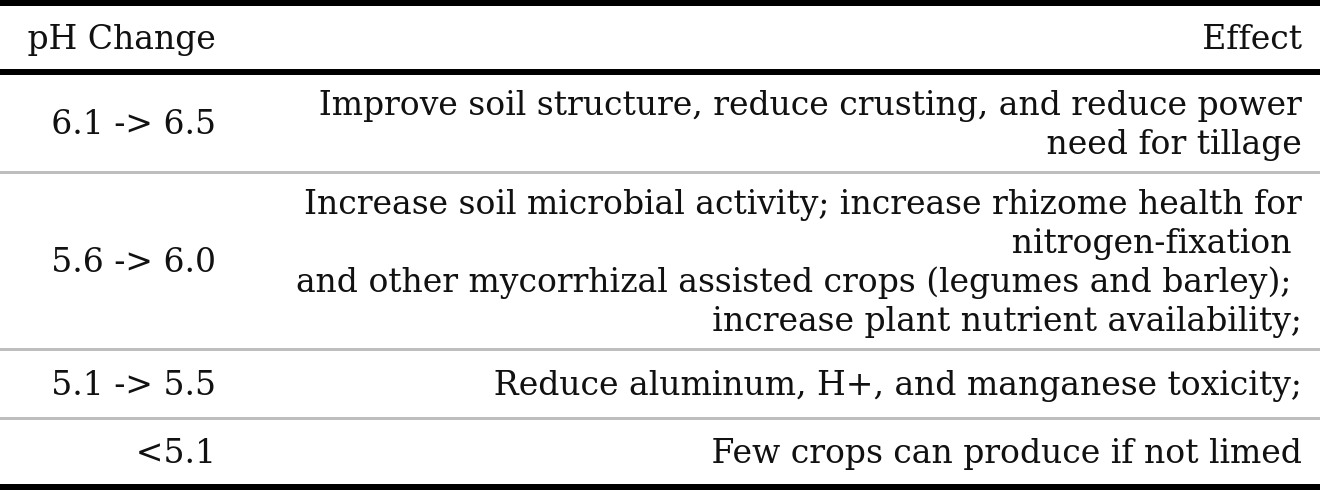 pH Change Effect
6.1 -> 6.5 Improve soil structure, reduce crusting, and reduce power
need for tillage
5.6 -> 6.0 Increase soil microbial activity; increase rhizome health for
nitrogen-fixation
and other mycorrhizal assisted crops (legumes and barley);
increase plant nutrient availability;
5.1 -> 5.5 Reduce aluminum, H+, and manganese toxicity;
<5.1 Few crops can produce if not limed